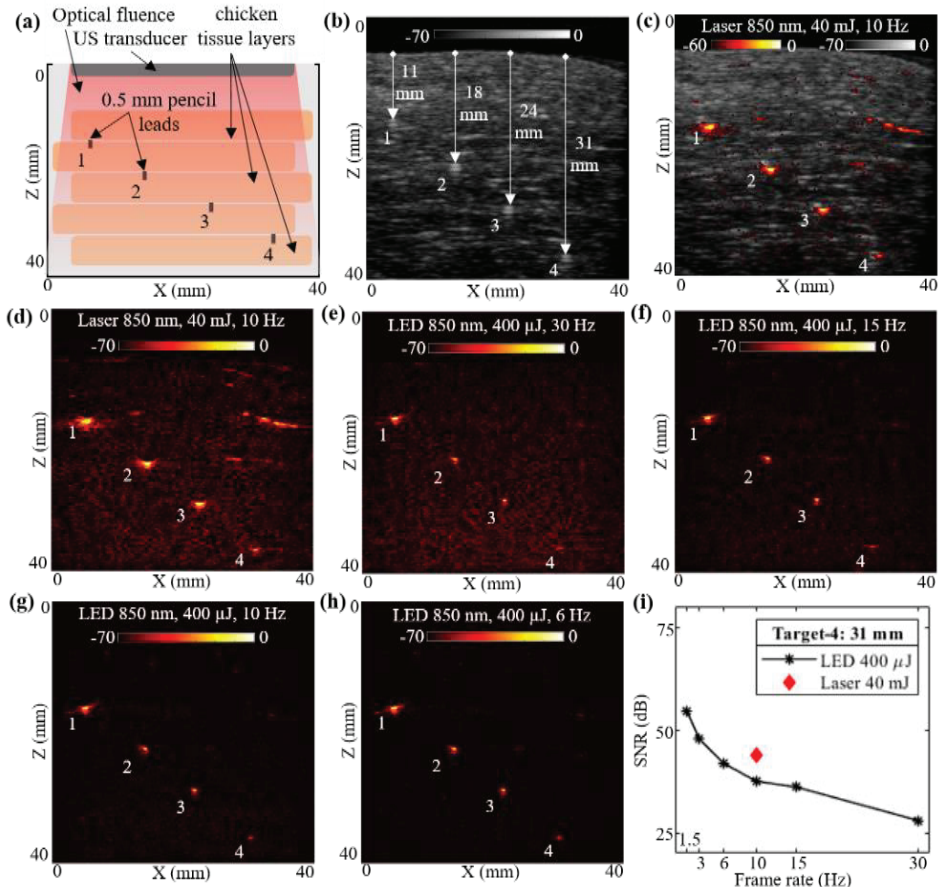 (a)
Optical fluence
US transducer
chicken
tissue layers
0
0.5 mm pencil
leads
1
2
3
4
Z (mm)
40
0
X (mm)
40
(b)
-70
0
11
mm
18
mm
24
mm
31
mm
1
2
3
4
Z (mm)
40
0
X (mm)
40
(c)
Laser 850 nm, 40 mJ, 10 Hz
-60
0
-70
0
1
2
3
4
Z (mm)
40
0
X (mm)
40
(d)
0
Laser 850 nm, 40 mJ, 10 Hz
-70
0
1
2
3
4
Z (mm)
40
0
X (mm)
40
(e)
0
LED 850 nm, 400 µJ, 30 Hz
-70
0
1
2
3
4
Z (mm)
40
0
X (mm)
40
(f)
0
LED 850 nm, 400 µJ, 15 Hz
-70
0
1
2
3
4
Z (mm)
40
0
X (mm)
40
(g)
0
LED 850 nm, 400 µJ, 10 Hz
-70
0
1
2
3
4
Z (mm)
40
0
X (mm)
40
(h)
0
LED 850 nm, 400 µJ, 6 Hz
-70
0
1
2
3
4
Z (mm)
40
0
X (mm)
40
(i)
75
50
25
SNR (dB)
Target-4: 31 mm
LED 400 µJ
Laser 40 mJ
1.5
3 6 10 15 30
Frame rate (Hz)